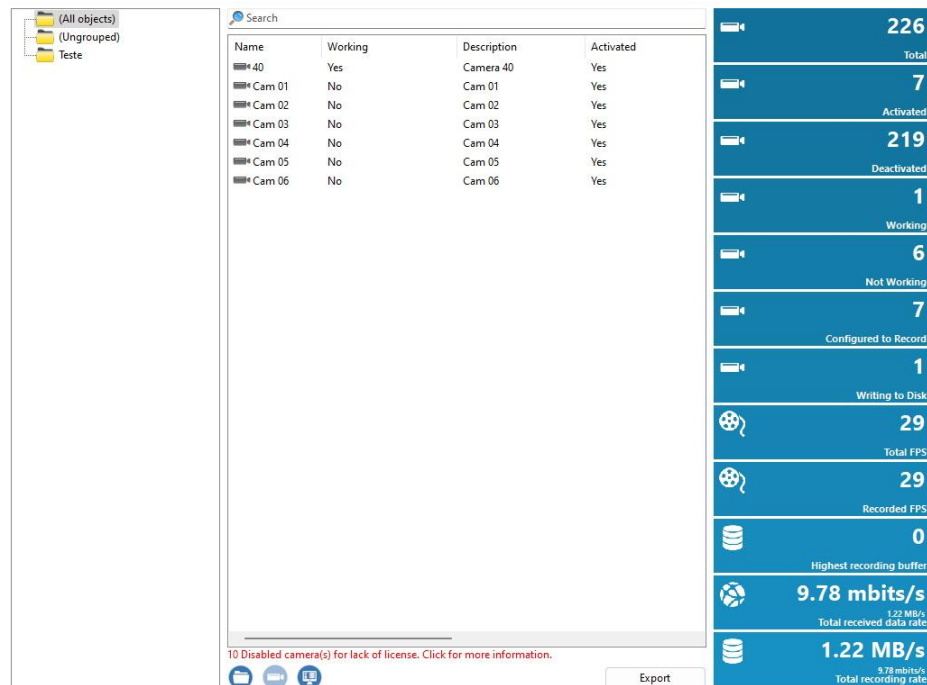 (All objects)
(Ungrouped)
Teste
Search
Name Working Description Activated
40 Yes Camera 40 Yes
Cam 01 No Cam 01 Yes
Cam 02 No Cam 02 Yes
Cam 03 No Cam 03 Yes
Cam 04 No Cam 04 Yes
Cam 05 No Cam 05 Yes
Cam 06 No Cam 06 Yes
10 Disabled camera(s) for lack of license. Click for more information.
Export
226
Total
7
Activated
219
Deactivated
1
Working
6
Not Working
7
Configured to Record
1
Writing to Disk
29
Total FPS
29
Recorded FPS
0
Highest recording buffer
9.78 mbits/s
1.22 MB/s
Total received data rate
1.22 MB/s
9.78 mbits/s
Total recording rate